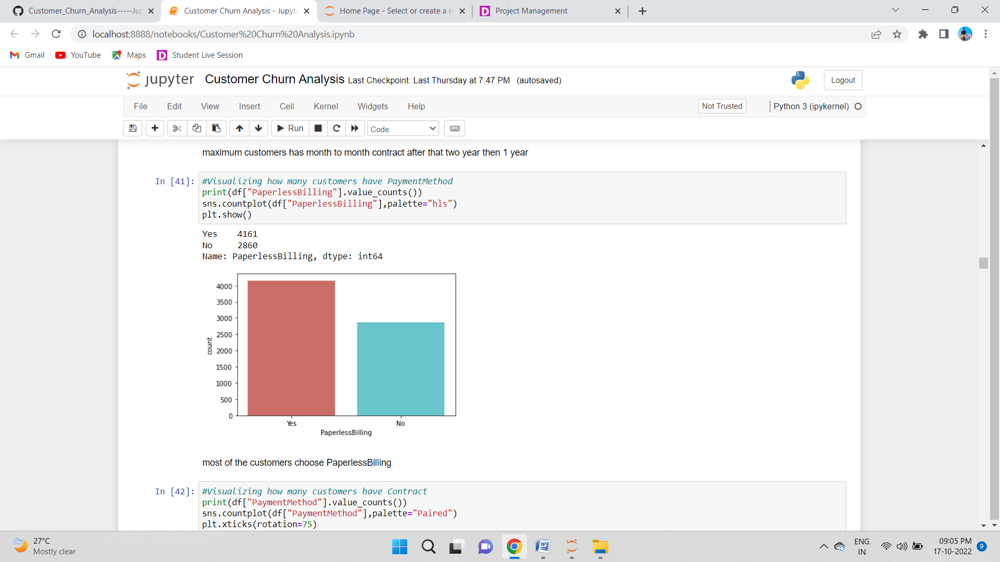 Customer_Churn_Analysis-----Ju
Customer Churn Analysis - Jupyt
Home Page - Select or create a n
Project Management
localhost:8888/notebooks/Customer%20Churn%20Analysis.ipynb
Gmail
YouTube
Maps
Student Live Session
jupyter
Customer Churn Analysis Last Checkpoint: Last Thursday at 7:47 PM (autosaved)
Logout
File Edit View Insert Cell Kernel Widgets Help
Not Trusted
Python 3 (ipykernel)
Run
Code
maximum customers has month to month contract after that two year then 1 year
In [41]:
#Visualizing how many customers have PaymentMethod
print(df["PaperlessBilling"].value_counts())
sns.countplot(df["PaperlessBilling"],palette="hls")
plt.show()
Yes 4161
No 2860
Name: PaperlessBilling, dtype: int64
4000
3500
3000
2500
2000
1500
1000
500
0
count
Yes
No
PaperlessBilling
most of the customers choose PaperlessBilling
In [42]:
#Visualizing how many customers have Contract
print(df["PaymentMethod"].value_counts())
sns.countplot(df["PaymentMethod"],palette="Paired")
plt.xticks(rotation=75)
27°C
Mostly clear
ENG
IN
09:05 PM
17-10-2022
9